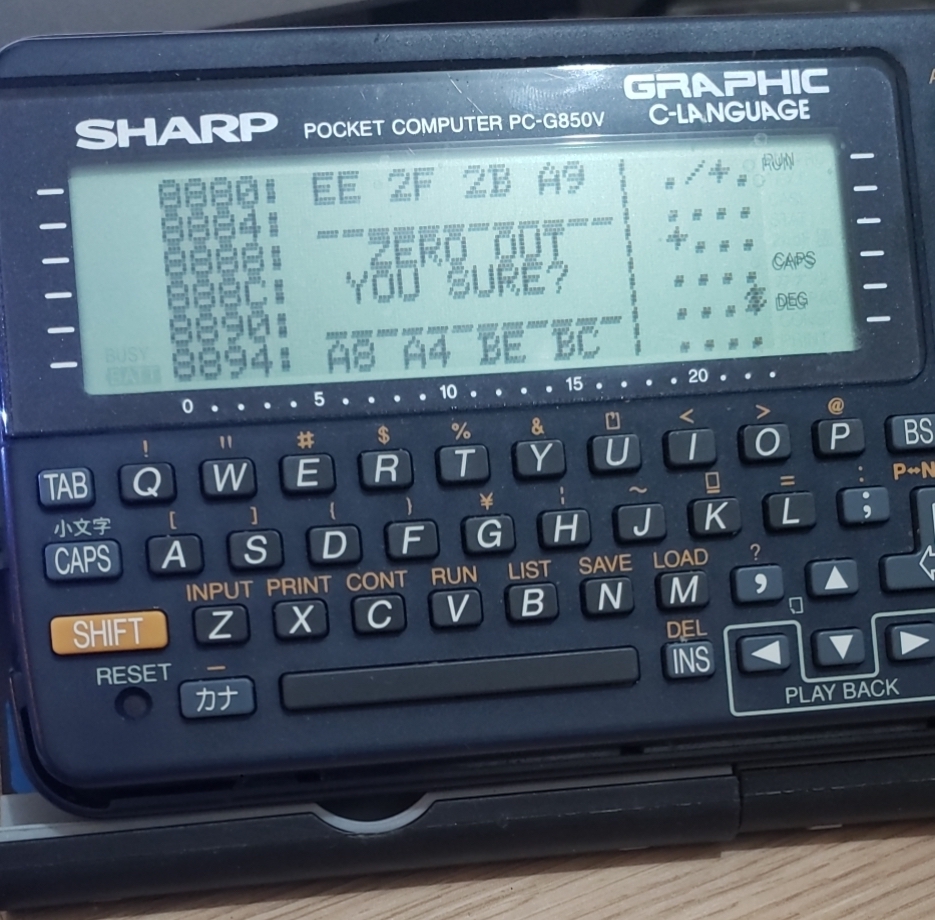 GRAPHIC
SHARP POCKET COMPUTER PC-G850V C-LANGUAGE
8880: EE 2F 2B A9 ./+. RUN
8884: ....
8888: ZERO OUT +...
888C: YOU SURE? .... CAPS
8890: .... DEG
8894: A8 A4 BE BC ....
BUSY
BATT
0 . . . . 5 . . . . 10 . . . . 15 . . . . 20 . . .
! " # $ % & < > @
TAB Q W E R T Y U I O P BS
小文字 [ ] { } ¥ ¦ ~ = : P↔N
CAPS A S D F G H J K L ;
INPUT PRINT CONT RUN LIST SAVE LOAD ?
SHIFT Z X C V B N M , ▲
RESET DEL
カナ INS ◀ ▼ ▶
PLAY BACK